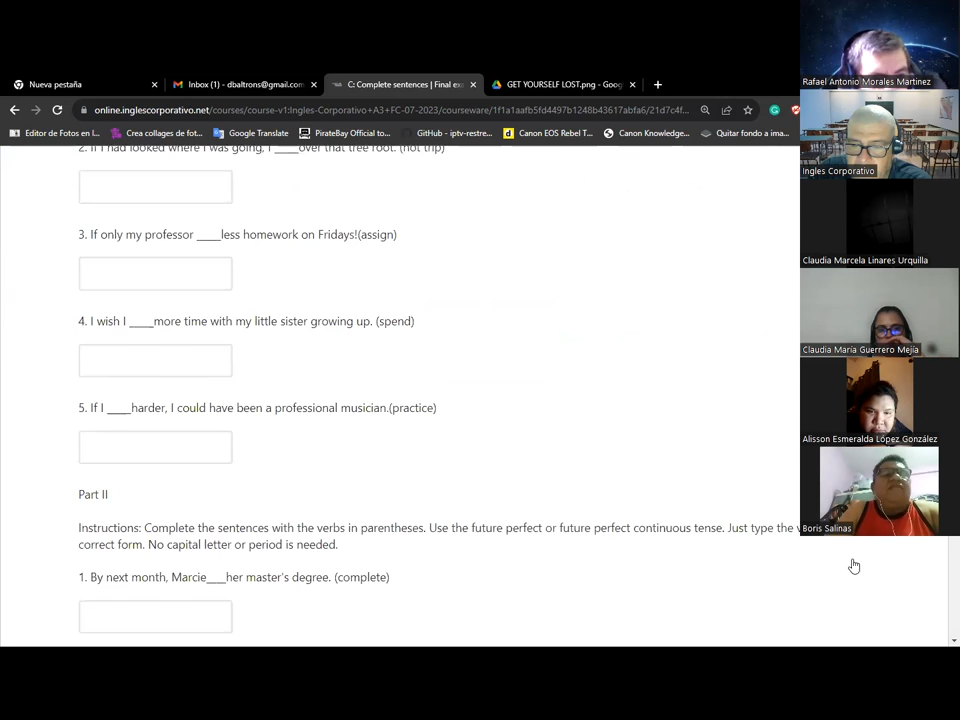 Nueva pestaña
Inbox (1) - dbaltrons@gmail.com
C: Complete sentences | Final exa
GET YOURSELF LOST.png - Goog
online.inglescorporativo.net/courses/course-v1:Ingles-Corporativo+A3+FC-07-2023/courseware/1f1a1aafb5fd4497b1248b43617abfa6/21d7c4f...
Editor de Fotos en l...
Crea collages de fot...
Google Translate
PirateBay Official to...
GitHub - iptv-restre...
Canon EOS Rebel T...
Canon Knowledge...
Quitar fondo a ima...
2. If I had looked where I was going, I ____over that tree root. (not trip)
3. If only my professor ____less homework on Fridays!(assign)
4. I wish I ____more time with my little sister growing up. (spend)
5. If I ____harder, I could have been a professional musician.(practice)
Part II
Instructions: Complete the sentences with the verbs in parentheses. Use the future perfect or future perfect continuous tense. Just type the
correct form. No capital letter or period is needed.
1. By next month, Marcie____her master's degree. (complete)
Rafael Antonio Morales Martinez
Ingles Corporativo
Claudia Marcela Linares Urquilla
Claudia María Guerrero Mejía
Alisson Esmeralda López González
Boris Salinas